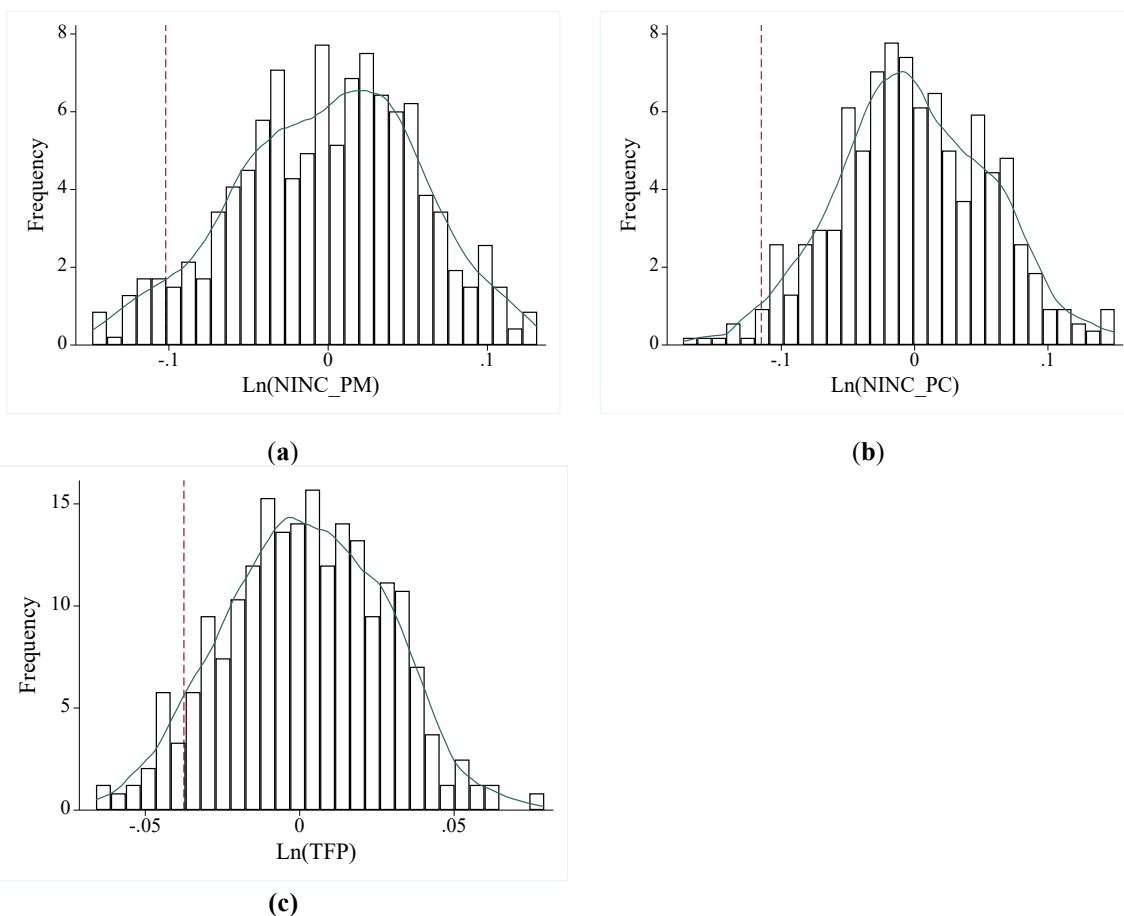 8
6
4
2
0
Frequency
-.1
0
.1
Ln(NINC_PM)
(a)
8
6
4
2
0
Frequency
-.1
0
.1
Ln(NINC_PC)
(b)
15
10
5
0
Frequency
-.05
0
.05
Ln(TFP)
(c)